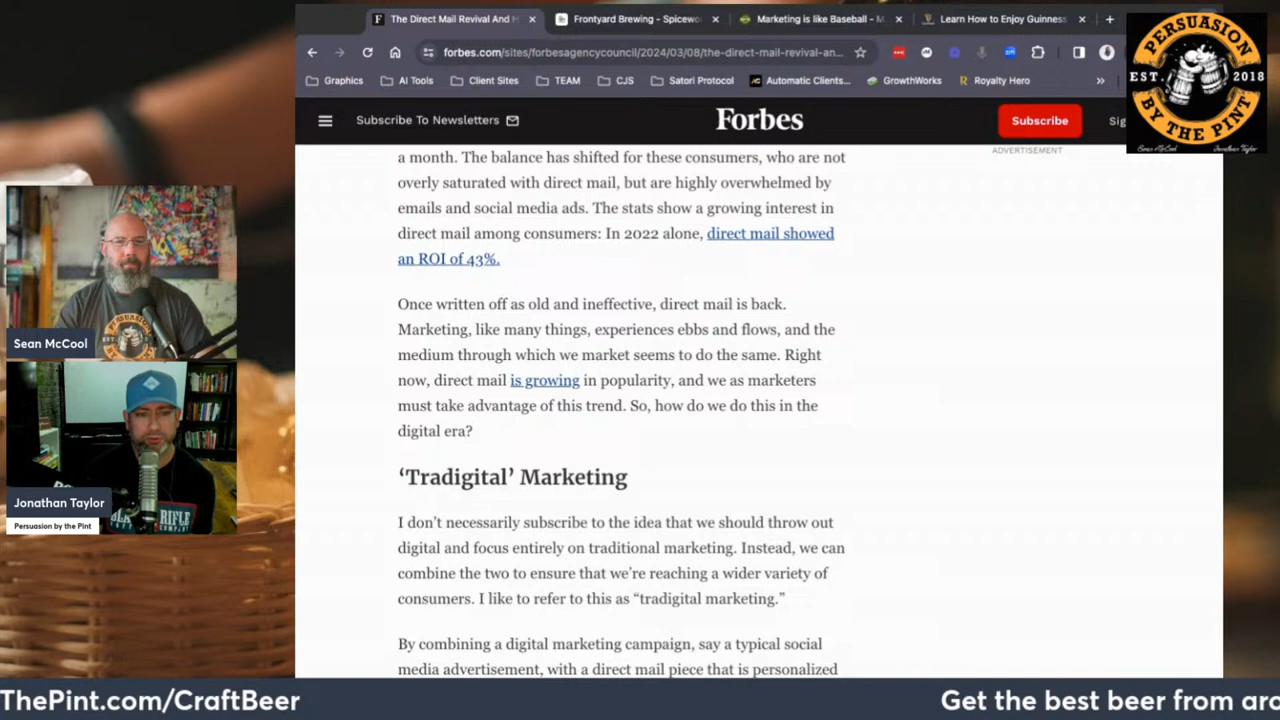 The Direct Mail Revival And H
Frontyard Brewing - Spicewo
Marketing is like Baseball - M
Learn How to Enjoy Guinness
forbes.com/sites/forbesagencycouncil/2024/03/08/the-direct-mail-revival-an...
Graphics
AI Tools
Client Sites
TEAM
CJS
Satori Protocol
Automatic Clients...
GrowthWorks
Royalty Hero
PERSUASION
EST. 2018
BY THE PINT
Sean McCool Jonathan Taylor
Subscribe To Newsletters
Forbes
Subscribe
Sig
ADVERTISEMENT
a month. The balance has shifted for these consumers, who are not
overly saturated with direct mail, but are highly overwhelmed by
emails and social media ads. The stats show a growing interest in
direct mail among consumers: In 2022 alone, direct mail showed
an ROI of 43%.
Once written off as old and ineffective, direct mail is back.
Marketing, like many things, experiences ebbs and flows, and the
medium through which we market seems to do the same. Right
now, direct mail is growing in popularity, and we as marketers
must take advantage of this trend. So, how do we do this in the
digital era?
‘Tradigital’ Marketing
I don’t necessarily subscribe to the idea that we should throw out
digital and focus entirely on traditional marketing. Instead, we can
combine the two to ensure that we’re reaching a wider variety of
consumers. I like to refer to this as “tradigital marketing.”
By combining a digital marketing campaign, say a typical social
media advertisement, with a direct mail piece that is personalized
PERSUASION
Sean McCool
RIFLE
Jonathan Taylor
Persuasion by the Pint
ThePint.com/CraftBeer
Get the best beer from aro